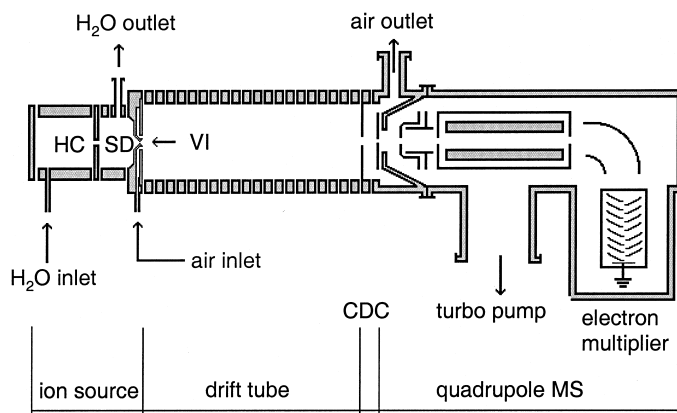 H₂O outlet
air outlet
HC
SD
VI
H₂O inlet
air inlet
CDC
turbo pump
electron
multiplier
ion source
drift tube
quadrupole MS